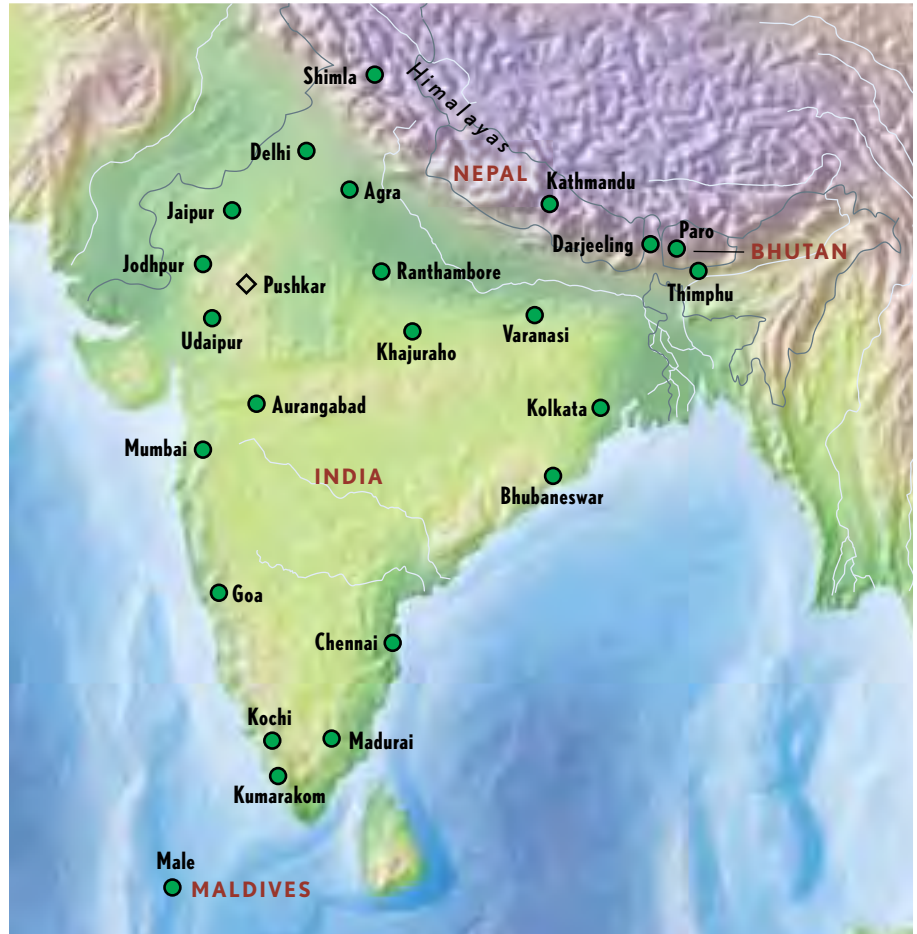 Shimla
Himalayas
Delhi
NEPAL
Agra
Kathmandu
Jaipur
Darjeeling
Paro
BHUTAN
Jodhpur
Ranthambore
Thimphu
Pushkar
Udaipur
Khajuraho
Varanasi
Aurangabad
Kolkata
Mumbai
INDIA
Bhubaneswar
Goa
Chennai
Kochi
Madurai
Kumarakom
Male
MALDIVES